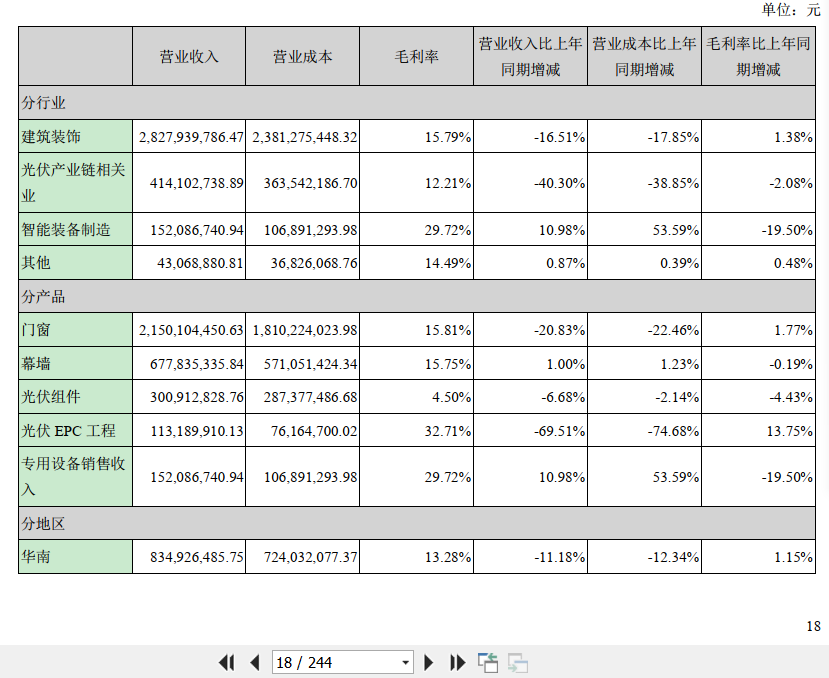 单位：元
营业收入 营业成本 毛利率 营业收入比上年同期增减 营业成本比上年同期增减 毛利率比上年同期增减
分行业
建筑装饰 2,827,939,786.47 2,381,275,448.32 15.79% -16.51% -17.85% 1.38%
光伏产业链相关业 414,102,738.89 363,542,186.70 12.21% -40.30% -38.85% -2.08%
智能装备制造 152,086,740.94 106,891,293.98 29.72% 10.98% 53.59% -19.50%
其他 43,068,880.81 36,826,068.76 14.49% 0.87% 0.39% 0.48%
分产品
门窗 2,150,104,450.63 1,810,224,023.98 15.81% -20.83% -22.46% 1.77%
幕墙 677,835,335.84 571,051,424.34 15.75% 1.00% 1.23% -0.19%
光伏组件 300,912,828.76 287,377,486.68 4.50% -6.68% -2.14% -4.43%
光伏 EPC 工程 113,189,910.13 76,164,700.02 32.71% -69.51% -74.68% 13.75%
专用设备销售收入 152,086,740.94 106,891,293.98 29.72% 10.98% 53.59% -19.50%
分地区
华南 834,926,485.75 724,032,077.37 13.28% -11.18% -12.34% 1.15%
18
18 / 244